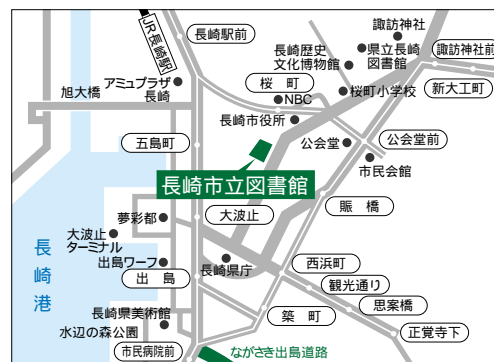 JR長崎駅
長崎駅前
諏訪神社
長崎歴史
文化博物館
県立長崎
図書館
諏訪神社前
アミュプラザ
長崎
旭大橋
桜町
NBC
桜町小学校
新大工町
長崎市役所
五島町
公会堂
公会堂前
市民会館
長崎市立図書館
賑橋
夢彩都
大波止
大波止
ターミナル
出島ワーフ
長崎港
出島
長崎県庁
西浜町
観光通り
思案橋
長崎県美術館
水辺の森公園
築町
正覚寺下
市民病院前
ながさき出島道路